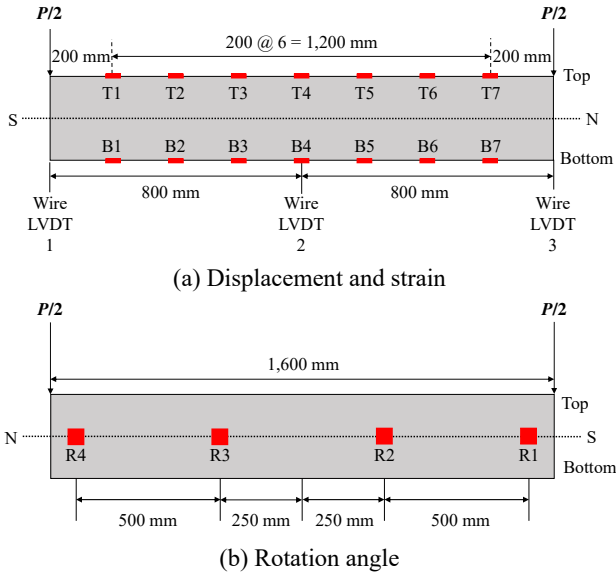 P/2
P/2
200 mm
200 @ 6 = 1,200 mm
200 mm
Top
T1 T2 T3 T4 T5 T6 T7
S
N
B1 B2 B3 B4 B5 B6 B7
Bottom
800 mm
800 mm
Wire
LVDT
1
Wire
LVDT
2
Wire
LVDT
3
(a) Displacement and strain
P/2
P/2
1,600 mm
Top
N
S
R4 R3 R2 R1
Bottom
500 mm
250 mm
250 mm
500 mm
(b) Rotation angle